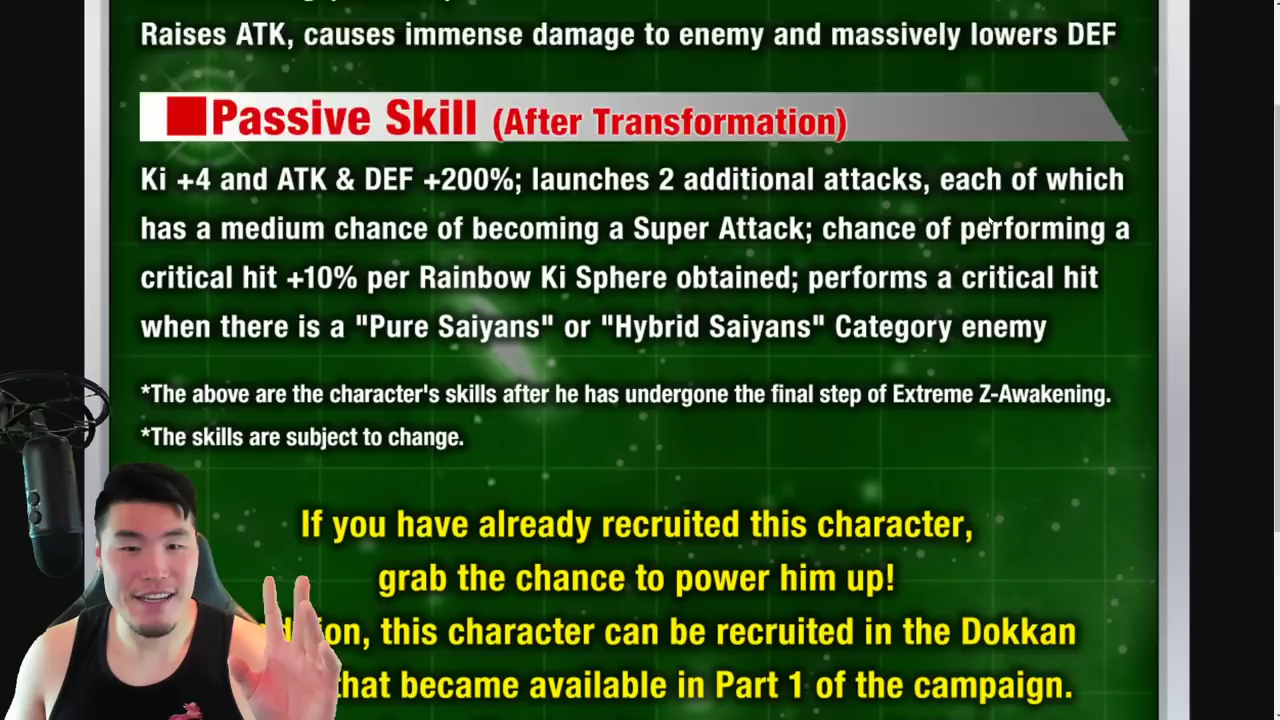 Raises ATK, causes immense damage to enemy and massively lowers DEF
Passive Skill (After Transformation)
Ki +4 and ATK & DEF +200%; launches 2 additional attacks, each of which
has a medium chance of becoming a Super Attack; chance of performing a
critical hit +10% per Rainbow Ki Sphere obtained; performs a critical hit
when there is a "Pure Saiyans" or "Hybrid Saiyans" Category enemy
*The above are the character's skills after he has undergone the final step of Extreme Z-Awakening.
*The skills are subject to change.
If you have already recruited this character,
grab the chance to power him up!
on, this character can be recruited in the Dokkan
that became available in Part 1 of the campaign.